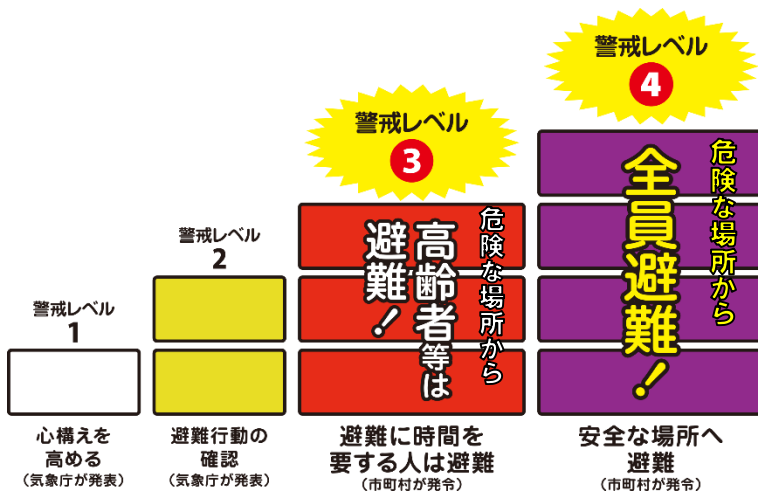 警戒レベル
1
心構えを
高める
(気象庁が発表)
警戒レベル
2
避難行動の
確認
(気象庁が発表)
警戒レベル
3
危険な場所から
高齢者等は
避難!
避難に時間を
要する人は避難
(市町村が発令)
警戒レベル
4
危険な場所から
全員避難!
安全な場所へ
避難
(市町村が発令)